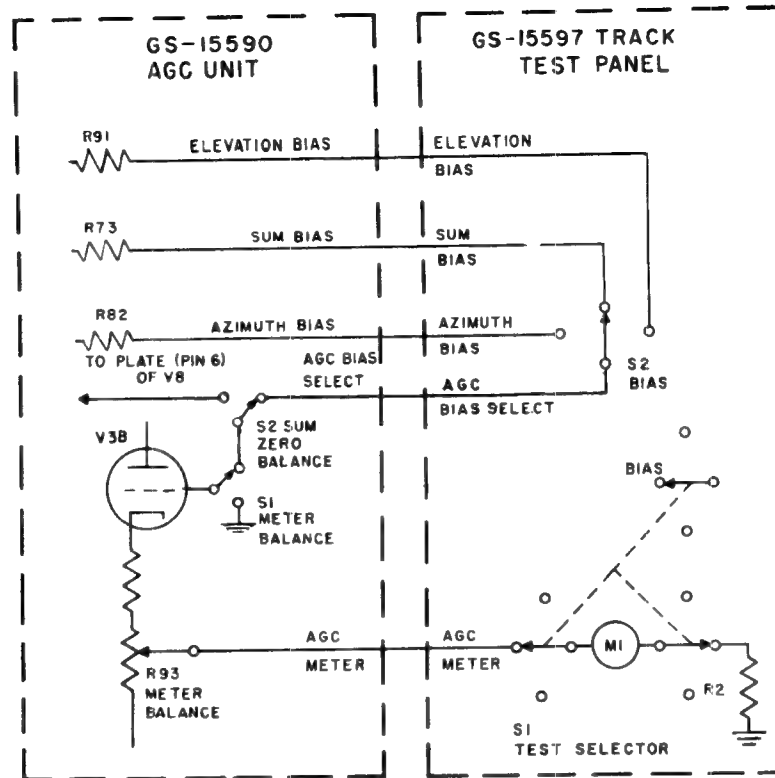 GS-15590
AGC UNIT
GS-15597 TRACK
TEST PANEL
R91
ELEVATION BIAS
ELEVATION
BIAS
R73
SUM BIAS
SUM
BIAS
R82
AZIMUTH BIAS
AZIMUTH
BIAS
TO PLATE (PIN 6)
OF V8
AGC BIAS
SELECT
AGC
BIAS SELECT
S2
BIAS
V3B
S2 SUM
ZERO
BALANCE
S1
METER
BALANCE
BIAS
AGC
METER
AGC
METER
M1
R93
METER
BALANCE
R2
S1
TEST SELECTOR